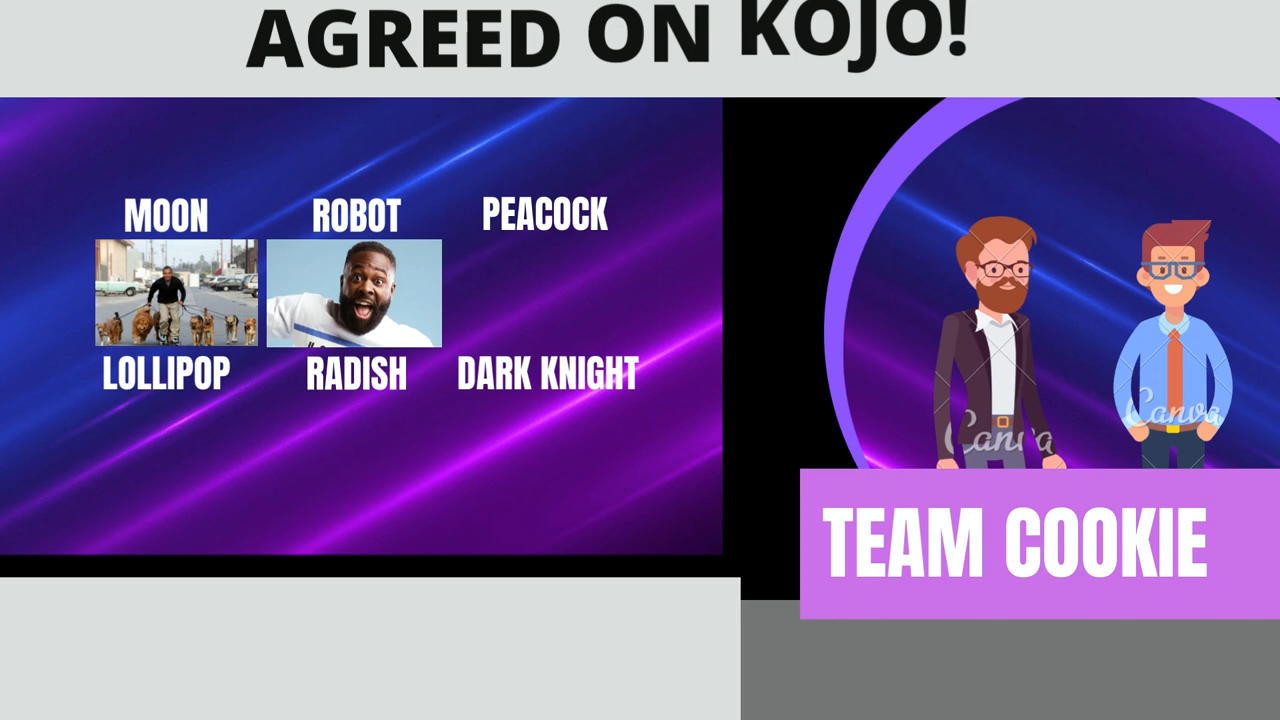 AGREED ON KOJO!
MOON ROBOT PEACOCK
LOLLIPOP RADISH DARK KNIGHT
Canva Canva
TEAM COOKIE